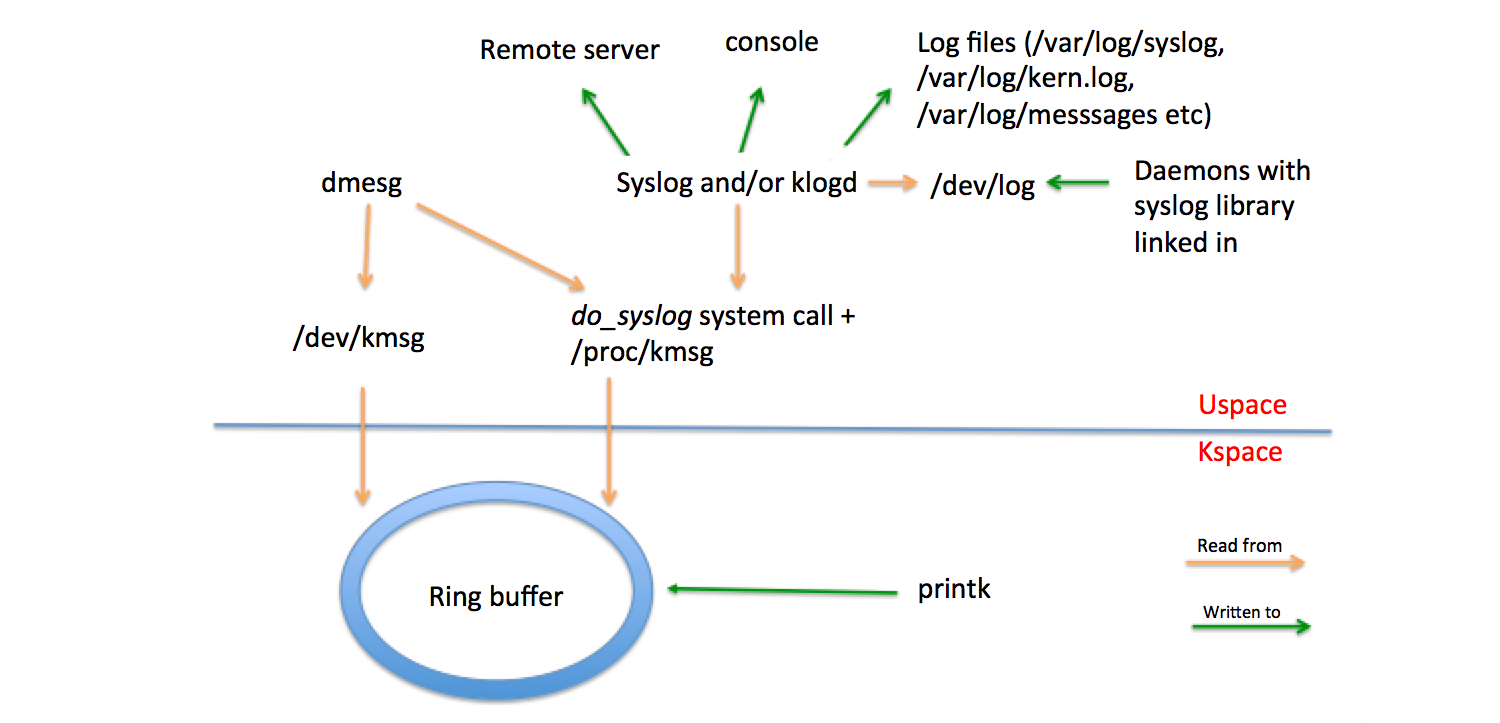 Remote server
console
Log files (/var/log/syslog,
/var/log/kern.log,
/var/log/messsages etc)
dmesg
Syslog and/or klogd
/dev/log
Daemons with
syslog library
linked in
/dev/kmsg
do_syslog system call +
/proc/kmsg
Uspace
Kspace
Ring buffer
printk
Read from
Written to